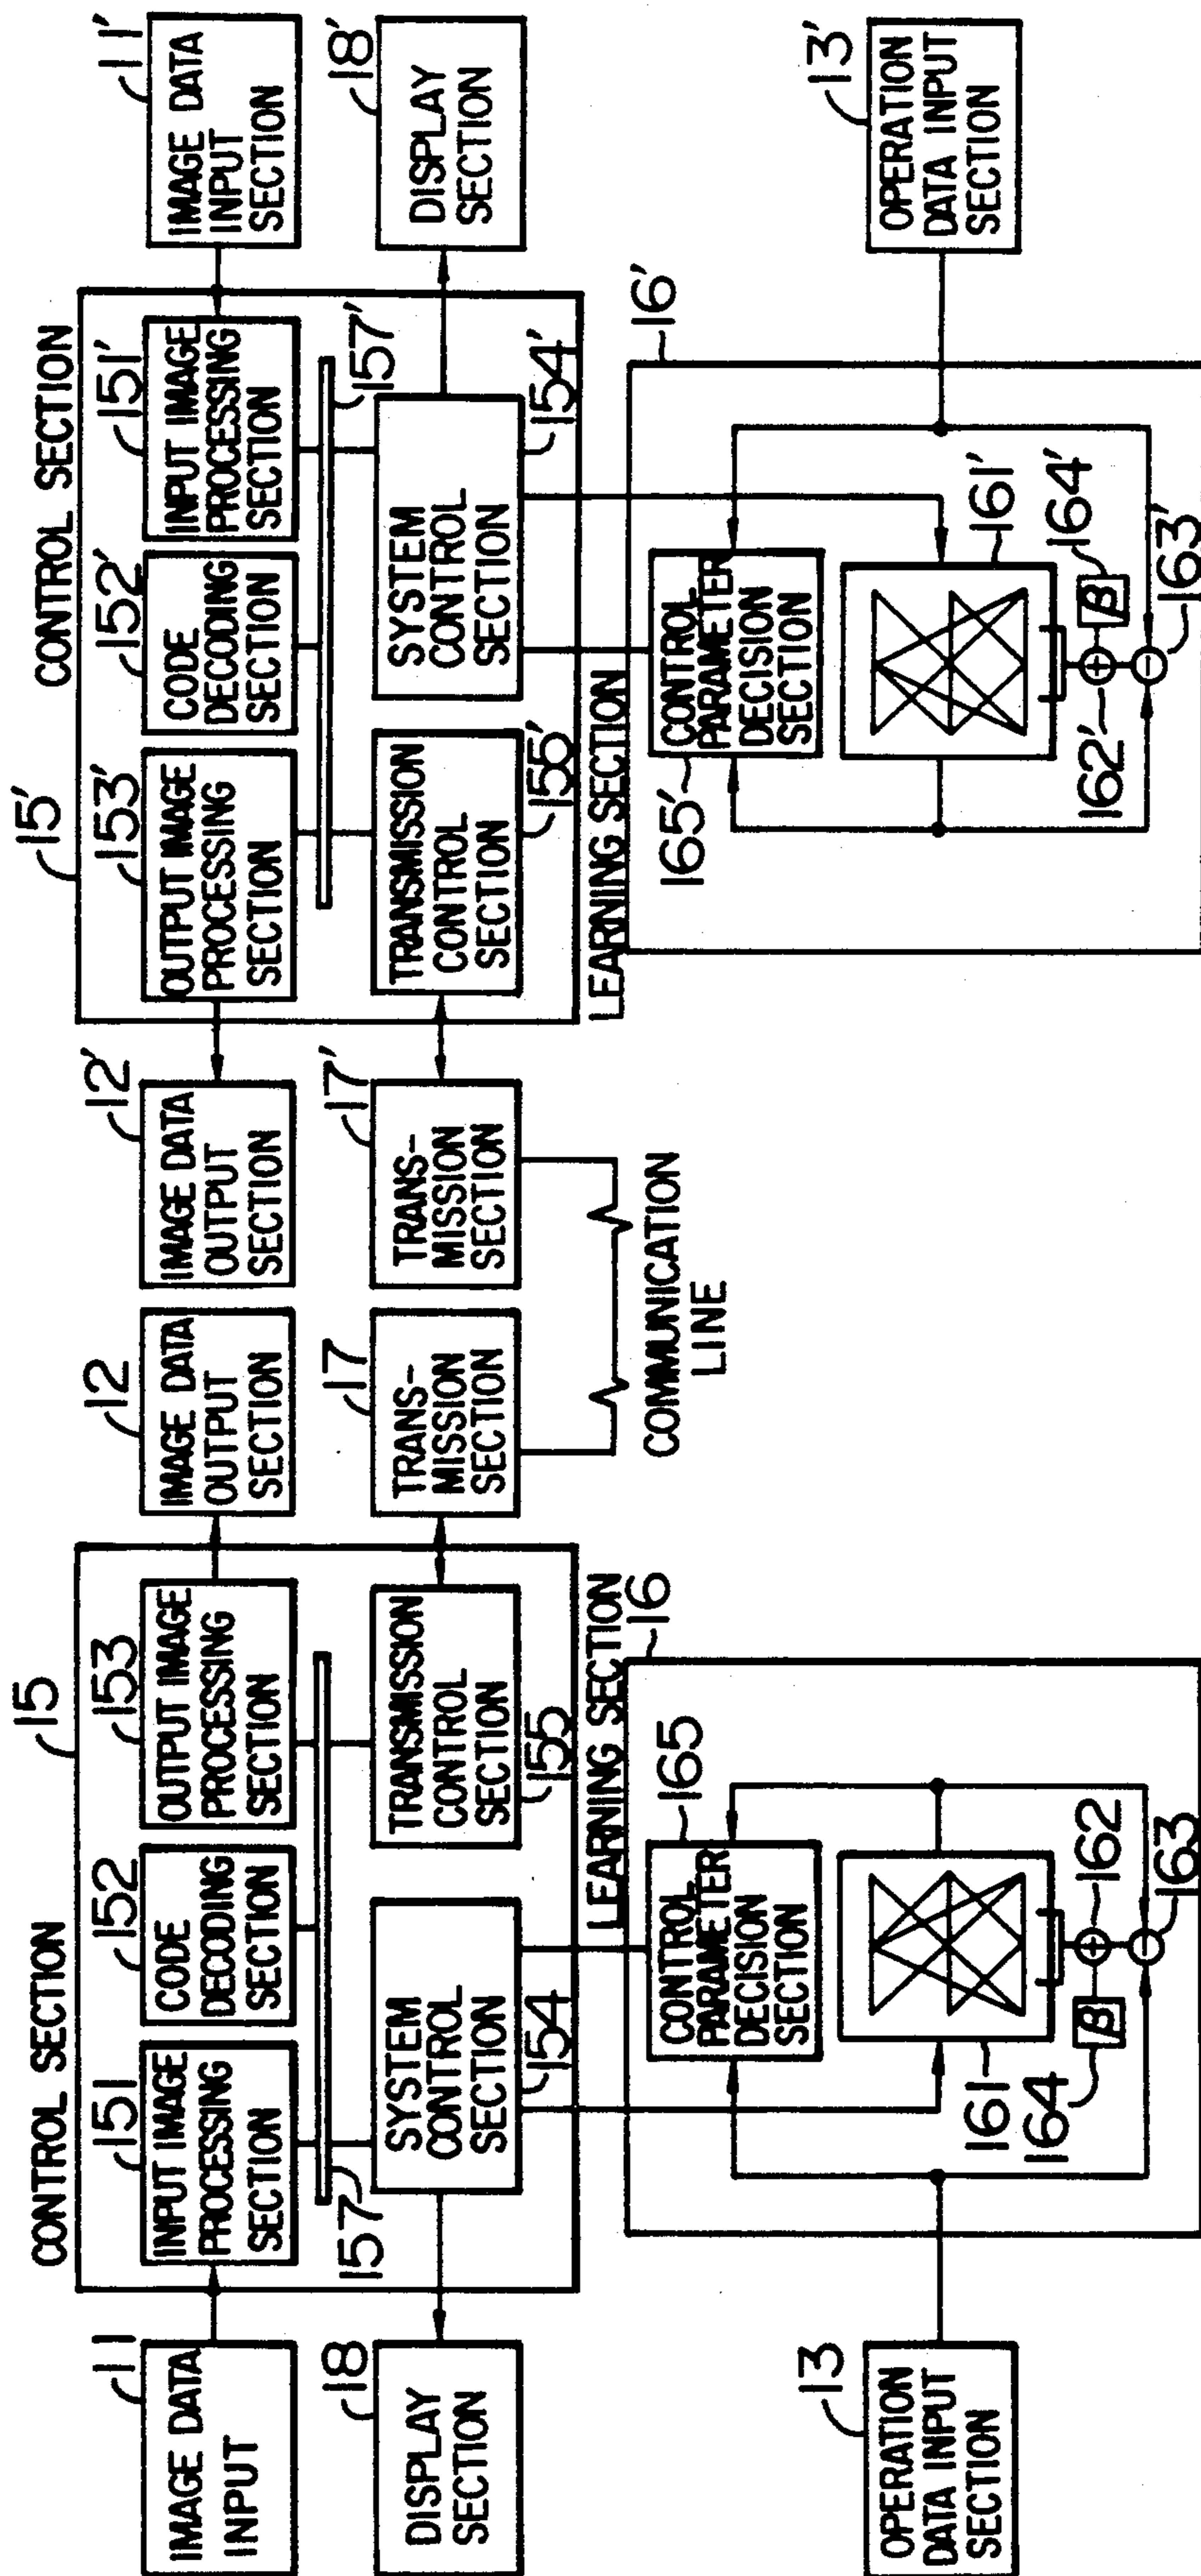 CONTROL SECTION
15
11
IMAGE DATA
INPUT
151
INPUT IMAGE
PROCESSING
SECTION
152
CODE
DECODING
SECTION
153
OUTPUT IMAGE
PROCESSING
SECTION
12
IMAGE DATA
OUTPUT
SECTION
18
DISPLAY
SECTION
157
SYSTEM
CONTROL
SECTION
154
TRANSMISSION
CONTROL
SECTION
155
17
TRANS-
MISSION
SECTION
COMMUNICATION
LINE
LEARNING SECTION
16
13
OPERATION
DATA INPUT
SECTION
CONTROL
PARAMETER
DECISION
SECTION
165
161
164
β
+
162
−
163
15'
CONTROL SECTION
12'
IMAGE DATA
OUTPUT
SECTION
153'
OUTPUT IMAGE
PROCESSING
SECTION
152'
CODE
DECODING
SECTION
151'
INPUT IMAGE
PROCESSING
SECTION
11'
IMAGE DATA
INPUT
SECTION
17'
TRANS-
MISSION
SECTION
TRANSMISSION
CONTROL
SECTION
155'
SYSTEM
CONTROL
SECTION
154'
157'
18'
DISPLAY
SECTION
LEARNING SECTION
16'
165'
CONTROL
PARAMETER
DECISION
SECTION
161'
162'
+
β
164'
−
163'
13'
OPERATION
DATA INPUT
SECTION